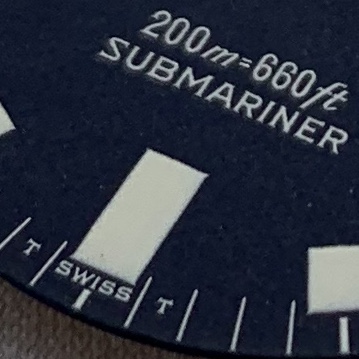 200m=660ft
SUBMARINER
T SWISS T